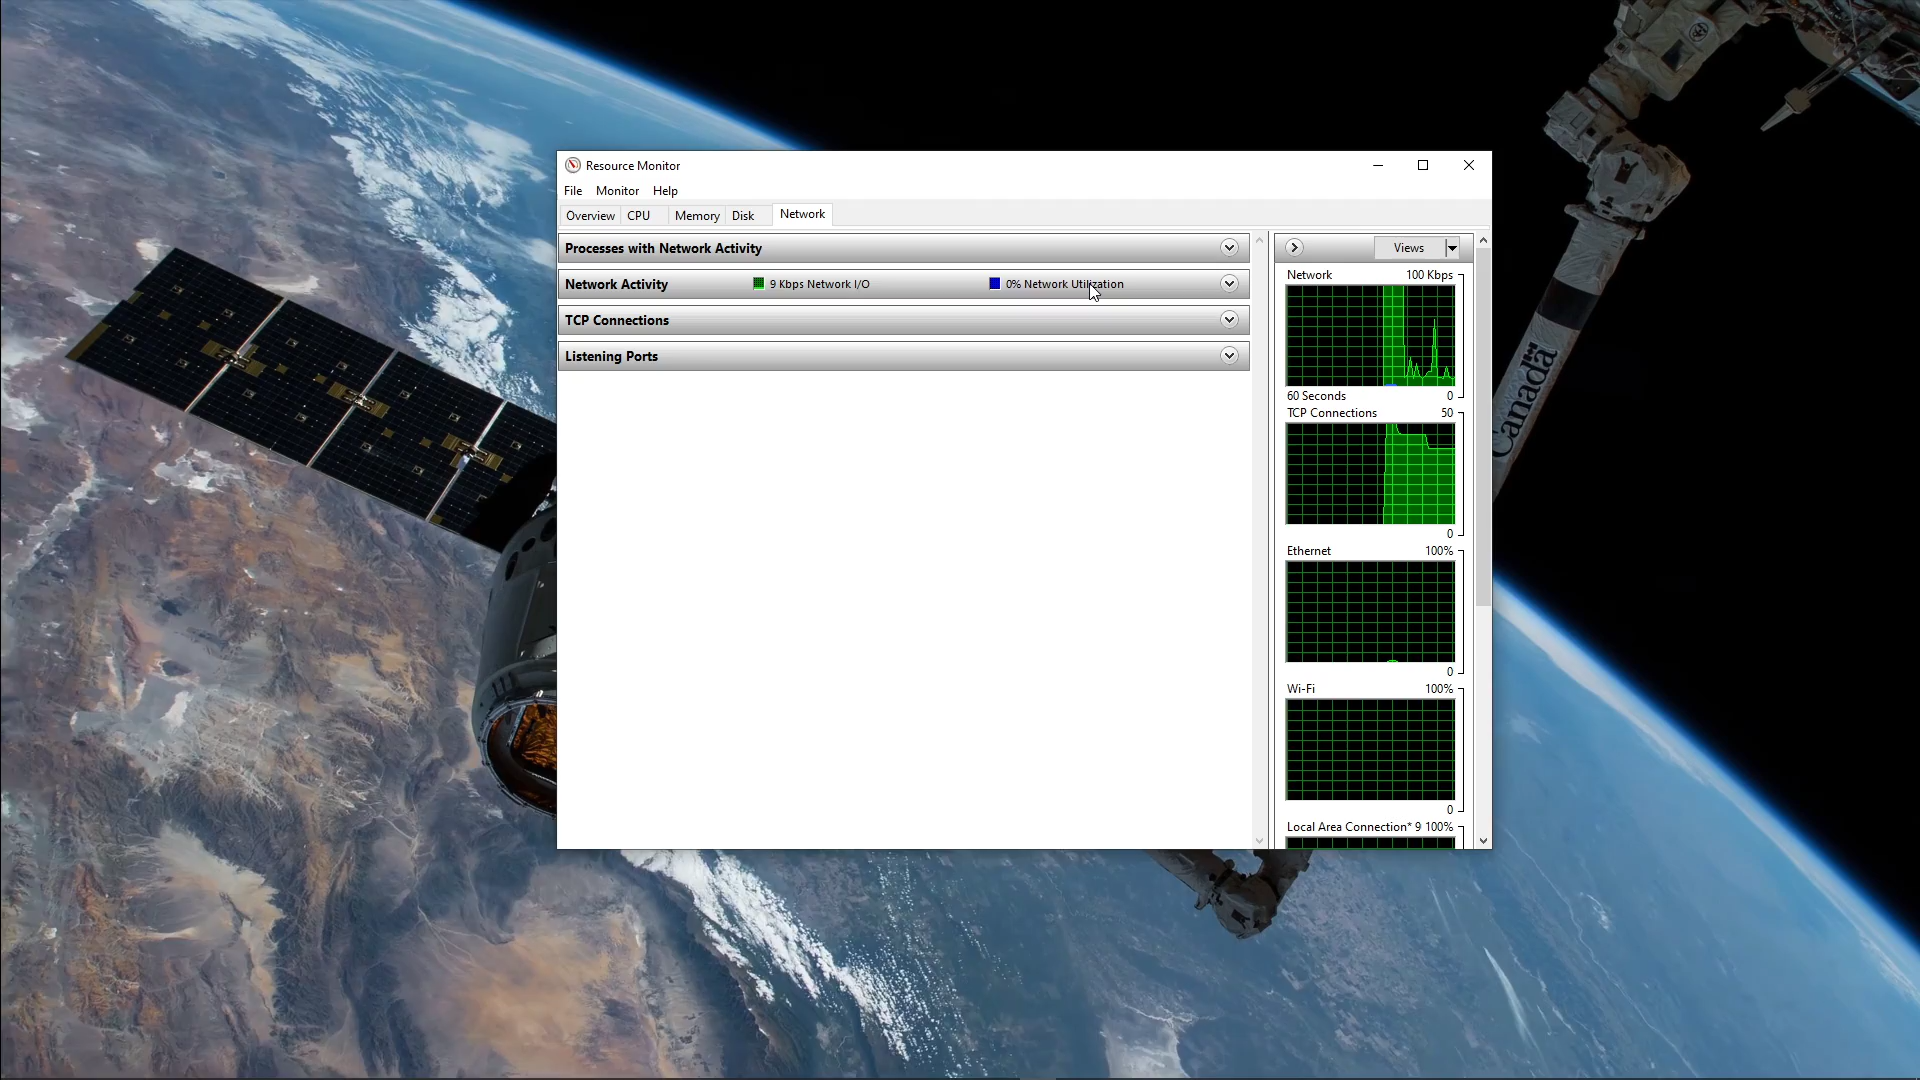 Resource Monitor
File Monitor Help
Overview CPU Memory Disk Network
Processes with Network Activity
Network Activity 9 Kbps Network I/O 0% Network Utilization
TCP Connections
Listening Ports
Views
Network 100 Kbps
60 Seconds 0
TCP Connections 50
0
Ethernet 100%
0
Wi-Fi 100%
0
Local Area Connection* 9 100%
Canada